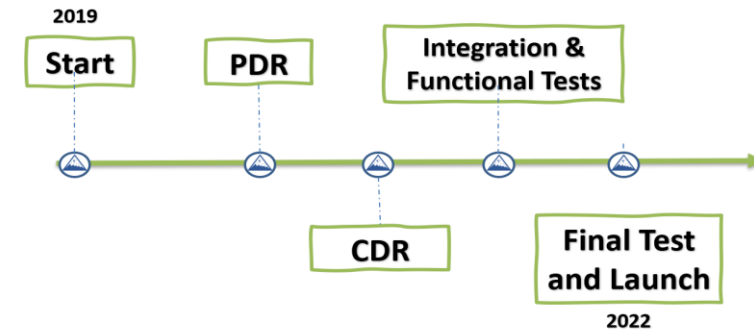 2019
Start
PDR
Integration &
Functional Tests
CDR
Final Test
and Launch
2022